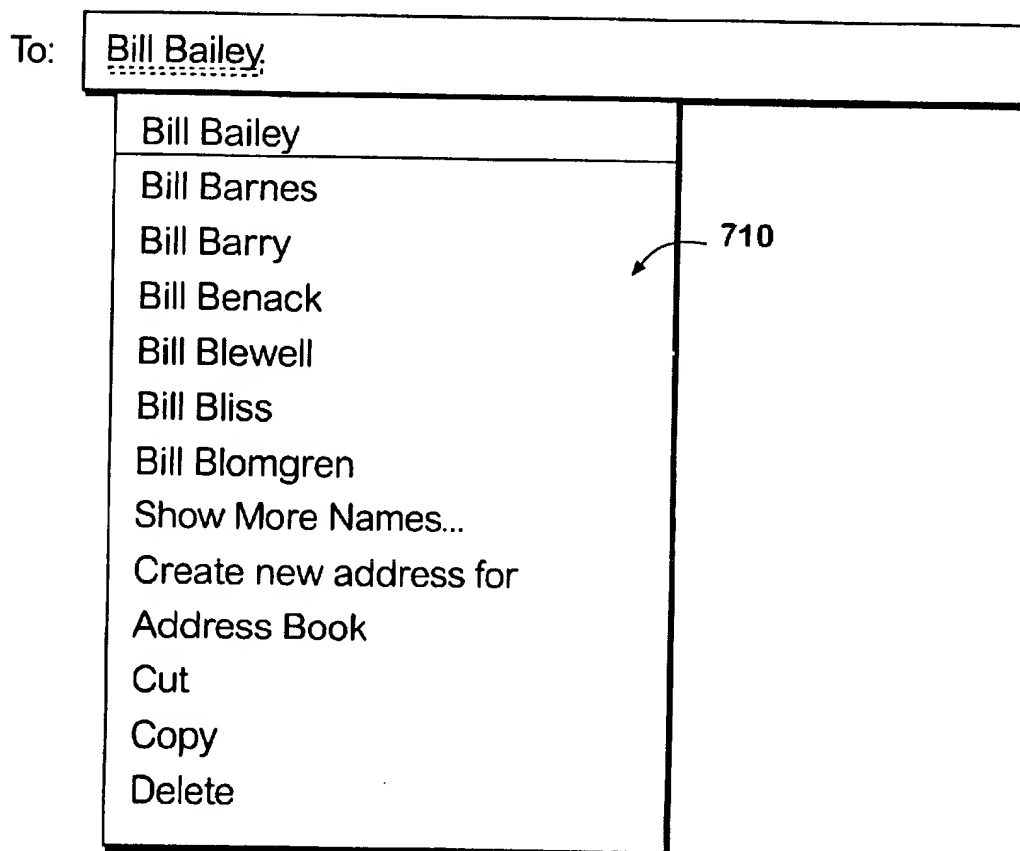 To: Bill Bailey
Bill Bailey
Bill Barnes
Bill Barry
710
Bill Benack
Bill Blewell
Bill Bliss
Bill Blomgren
Show More Names...
Create new address for
Address Book
Cut
Copy
Delete